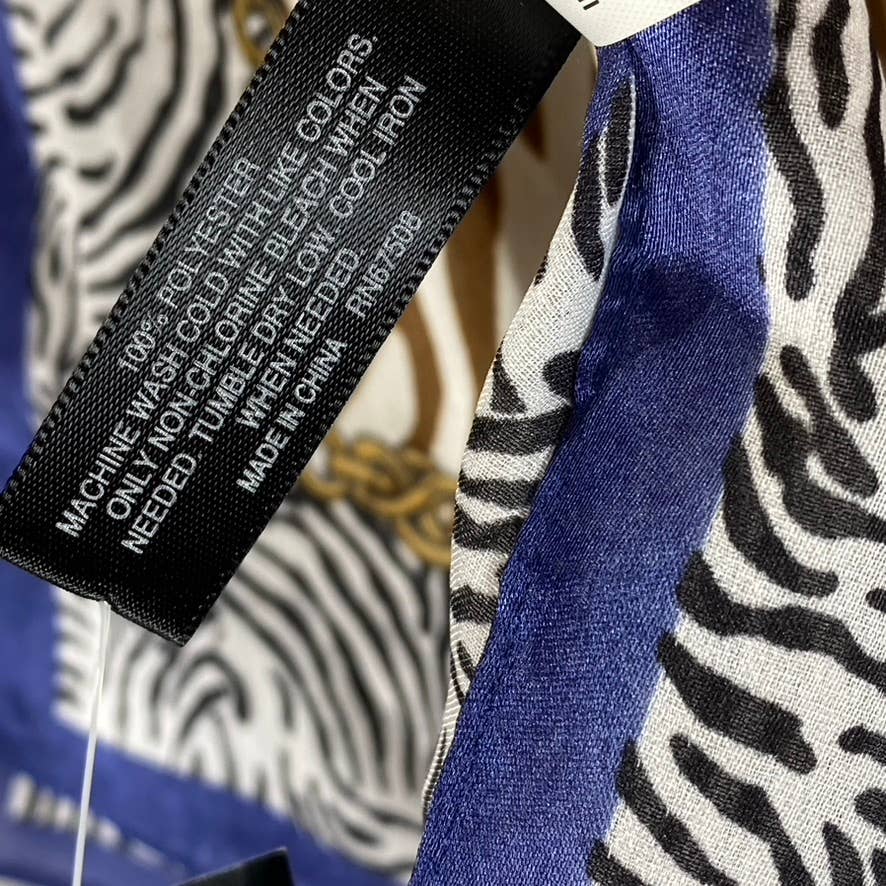 100% POLYESTER
MACHINE WASH COLD WITH LIKE COLORS.
ONLY NON-CHLORINE BLEACH WHEN
NEEDED. TUMBLE DRY LOW. COOL IRON
WHEN NEEDED.
MADE IN CHINA RN67308